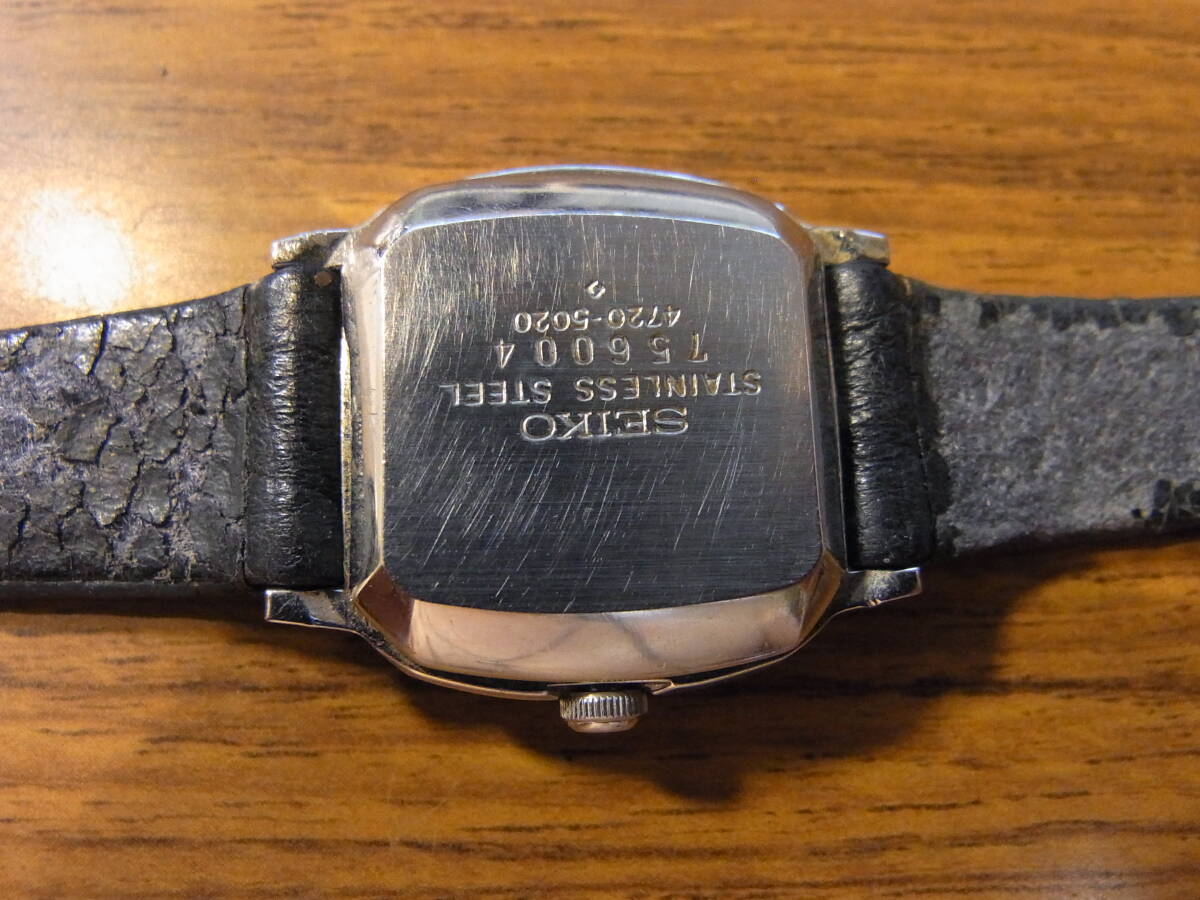 SEIKO
STAINLESS STEEL
756004
4720-5020